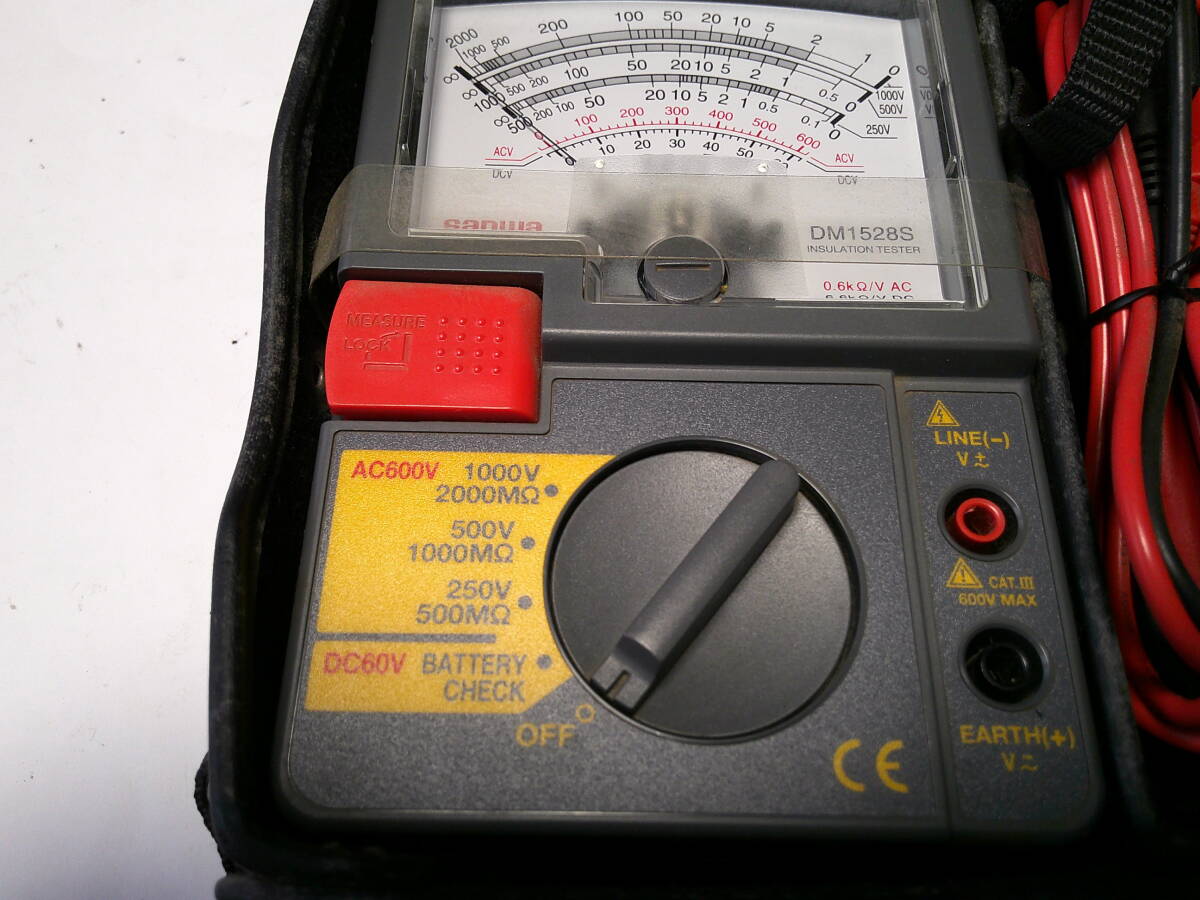 2000 1000 500 200 100 50 20 10 5 2 1 0
∞ 1000 500 200 100 50 20 10 5 2 1 0.5 0
∞ 500 200 100 50 20 10 5 2 1 0.5 0.1 0
∞
1000V
500V
250V
0 100 200 300 400 500 600
ACV ACV
10 20 30 40 50
DCV DCV
sanwa
DM1528S
INSULATION TESTER
0.6kΩ/V AC
6.6kΩ/V DC
MEASURE
LOCK
AC600V 1000V
2000MΩ
500V
1000MΩ
250V
500MΩ
DC60V BATTERY
CHECK
OFF
CE
LINE(-)
V
CAT.III
600V MAX
EARTH(+)
V